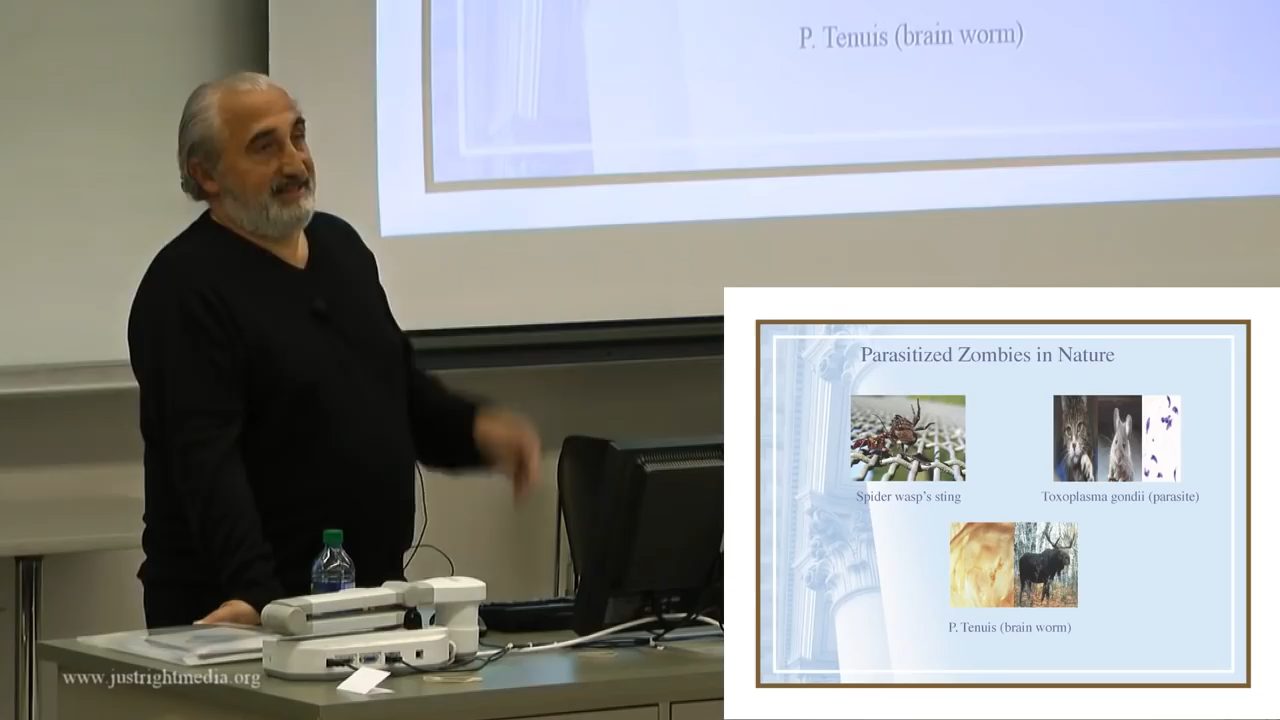 P. Tenuis (brain worm)
Parasitized Zombies in Nature
Spider wasp's sting
Toxoplasma gondii (parasite)
P. Tenuis (brain worm)
www.justrightmedia.org